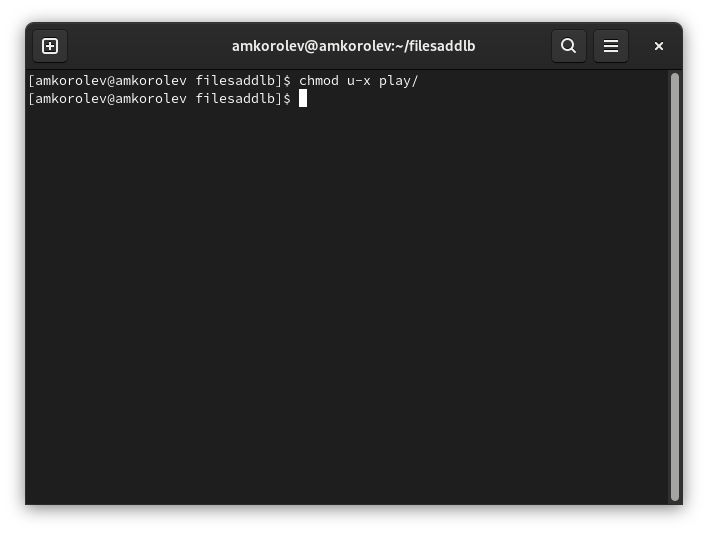 amkorolev@amkorolev:~/filesaddlb
[amkorolev@amkorolev filesaddlb]$ chmod u-x play/
[amkorolev@amkorolev filesaddlb]$